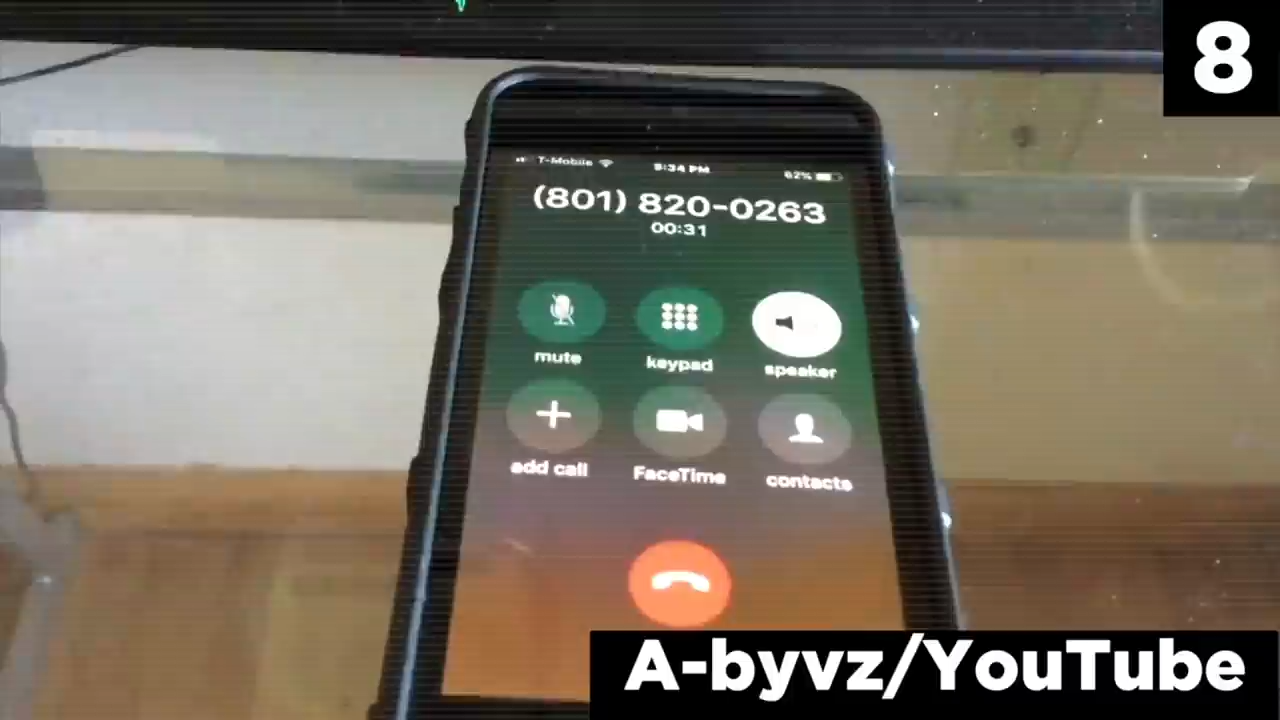 8
T-Mobile
5:34 PM
62%
(801) 820-0263
00:31
mute
keypad
speaker
add call
FaceTime
contacts
A-byvz/YouTube